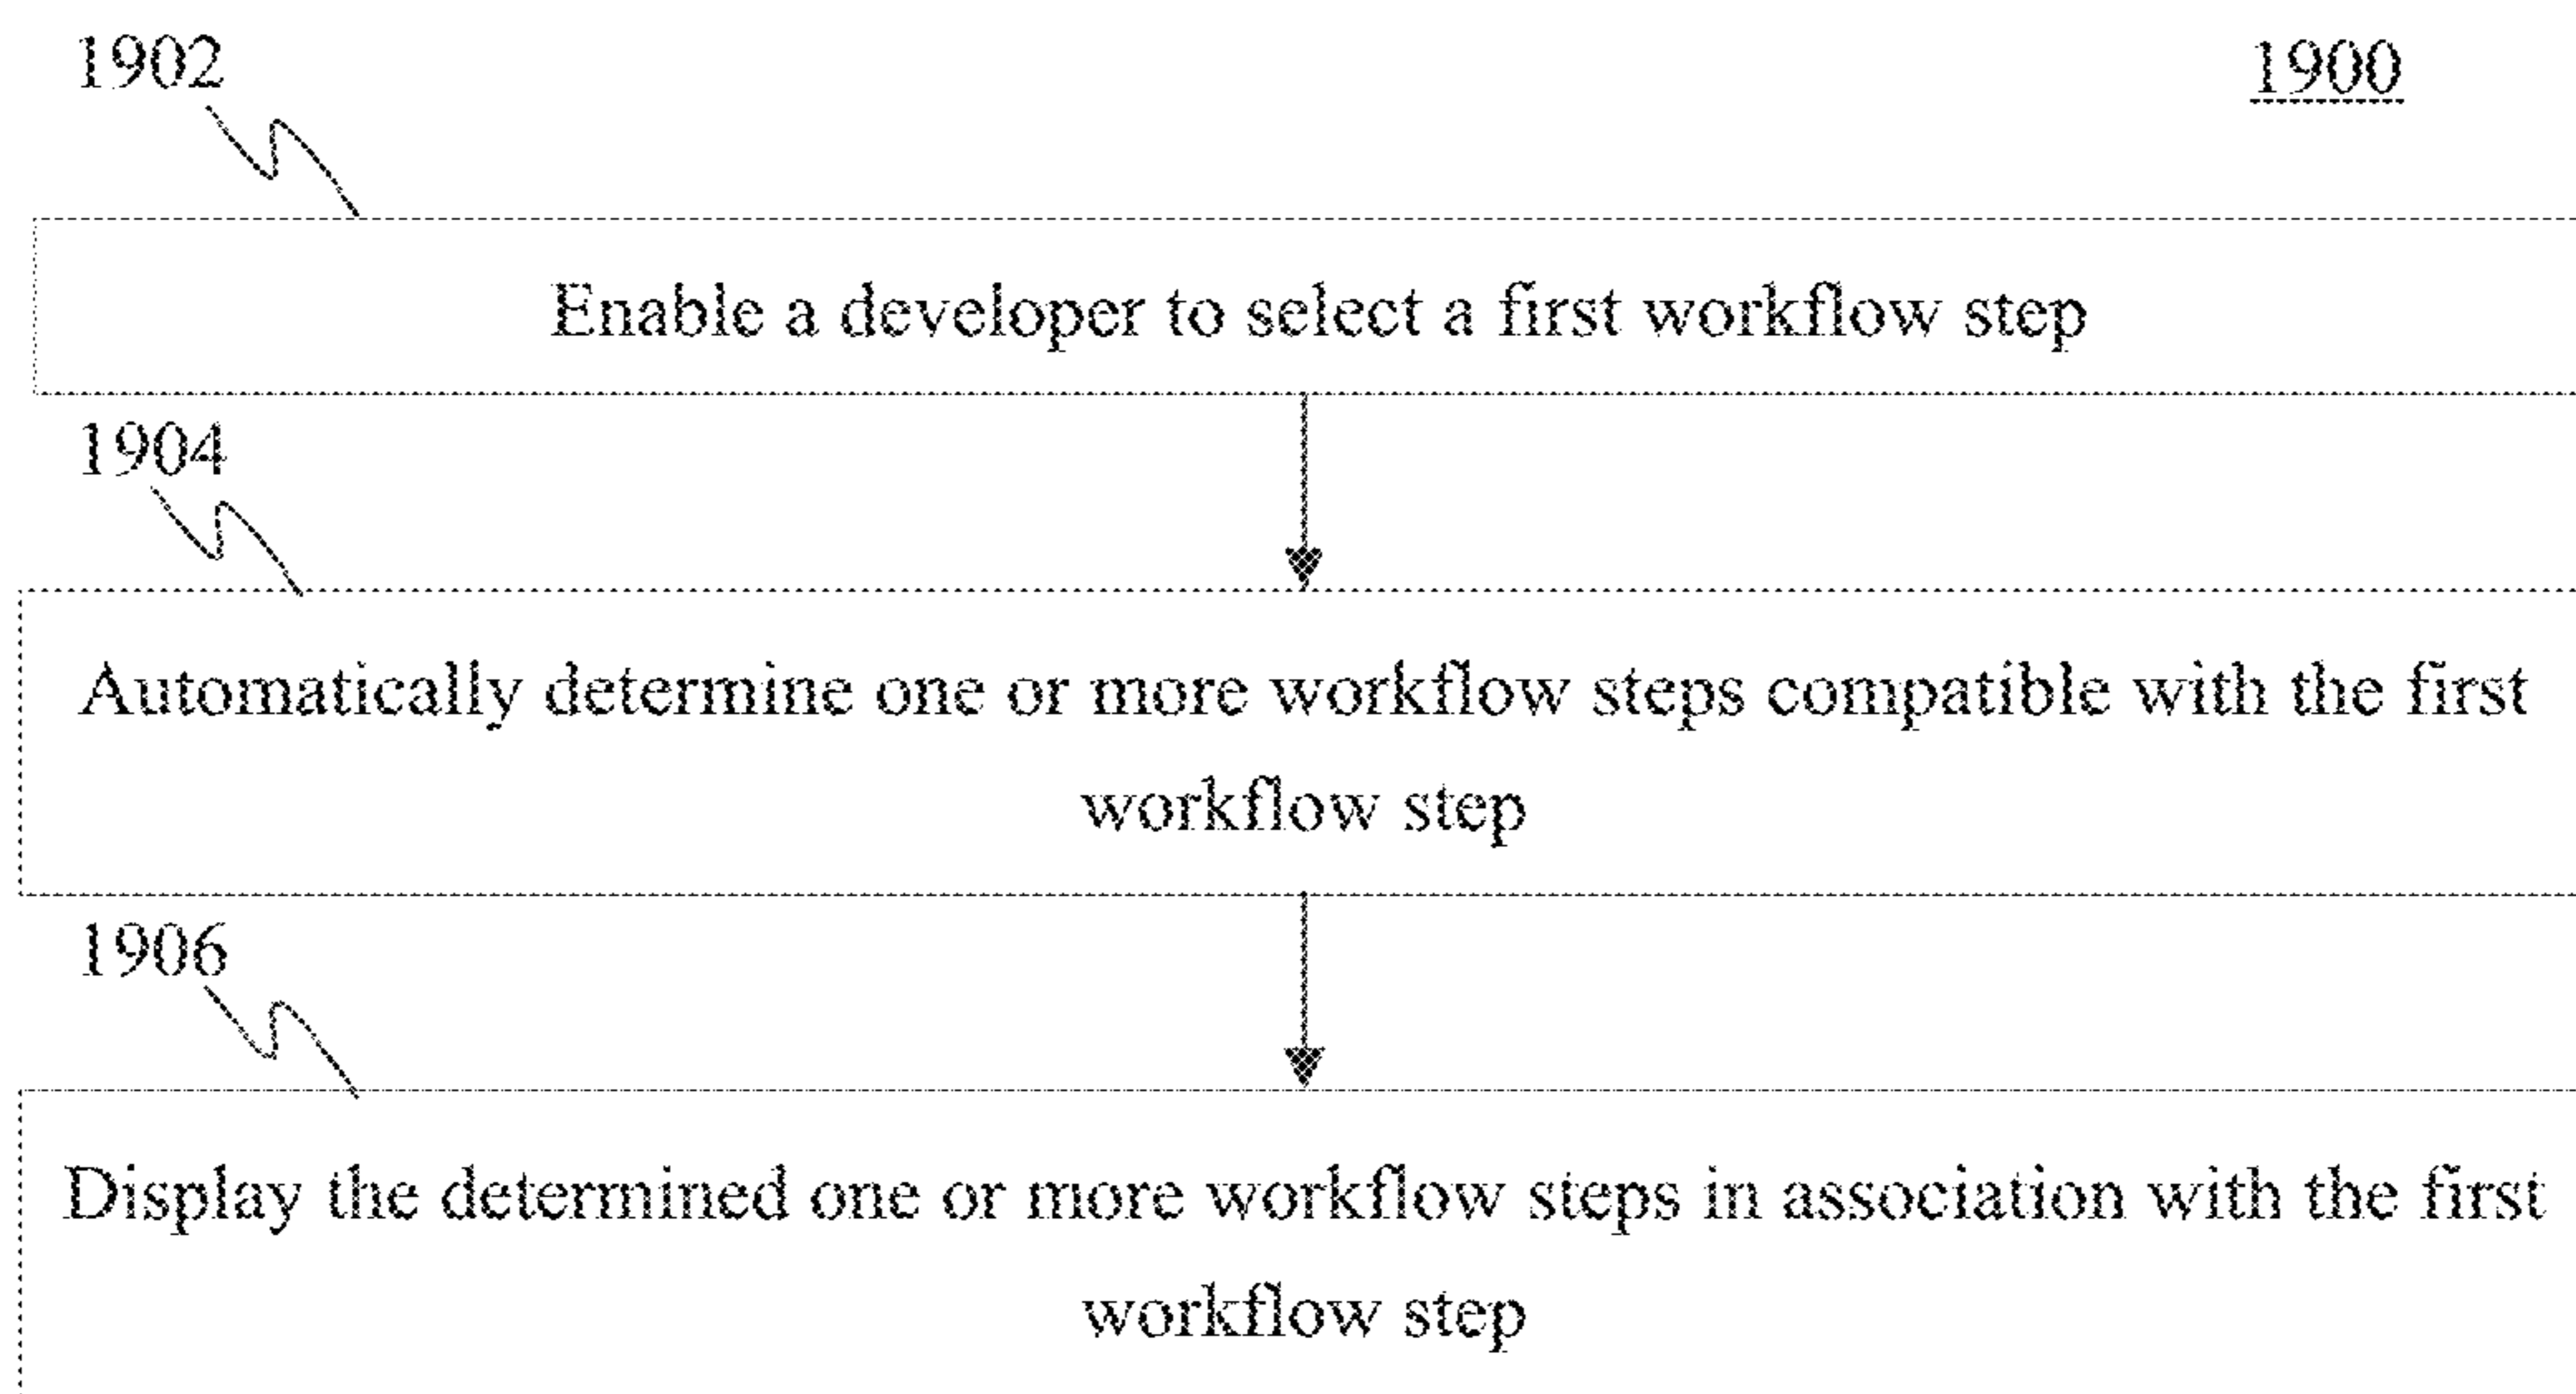 1902
1900
Enable a developer to select a first workflow step
1904
Automatically determine one or more workflow steps compatible with the first
workflow step
1906
Display the determined one or more workflow steps in association with the first
workflow step